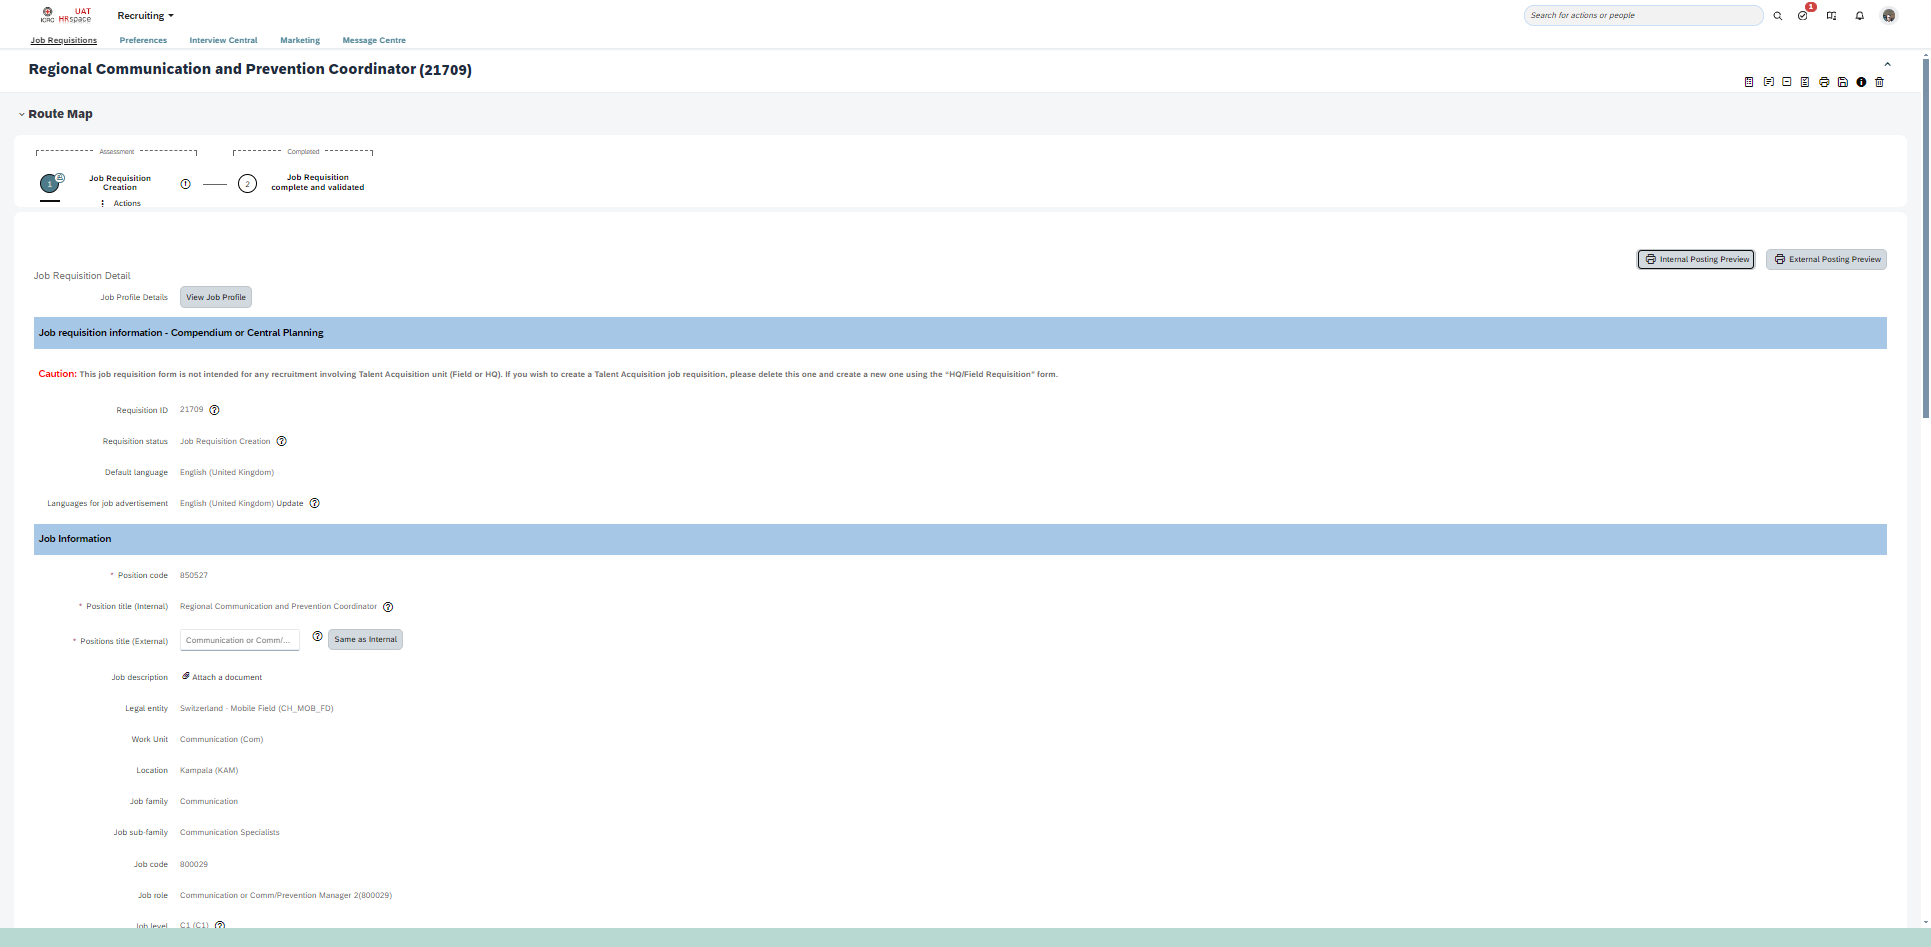 ICRC UAT HRspace Recruiting Search for actions or people 1
Job Requisitions Preferences Interview Central Marketing Message Centre
Regional Communication and Prevention Coordinator (21709)
Route Map
Assessment Completed
1 Job Requisition Creation 1 2 Job Requisition complete and validated
Actions
Internal Posting Preview External Posting Preview
Job Requisition Detail
Job Profile Details View Job Profile
Job requisition information - Compendium or Central Planning
Caution: This job requisition form is not intended for any recruitment involving Talent Acquisition unit (Field or HQ). If you wish to create a Talent Acquisition job requisition, please delete this one and create a new one using the “HQ/Field Requisition” form.
Requisition ID 21709
Requisition status Job Requisition Creation
Default language English (United Kingdom)
Languages for job advertisement English (United Kingdom) Update
Job Information
* Position code 850527
* Position title (Internal) Regional Communication and Prevention Coordinator
* Positions title (External) Communication or Comm/... Same as Internal
Job description Attach a document
Legal entity Switzerland - Mobile Field (CH_MOB_FD)
Work Unit Communication (Com)
Location Kampala (KAM)
Job family Communication
Job sub-family Communication Specialists
Job code 800029
Job role Communication or Comm/Prevention Manager 2(800029)
Job level C1 (C1)